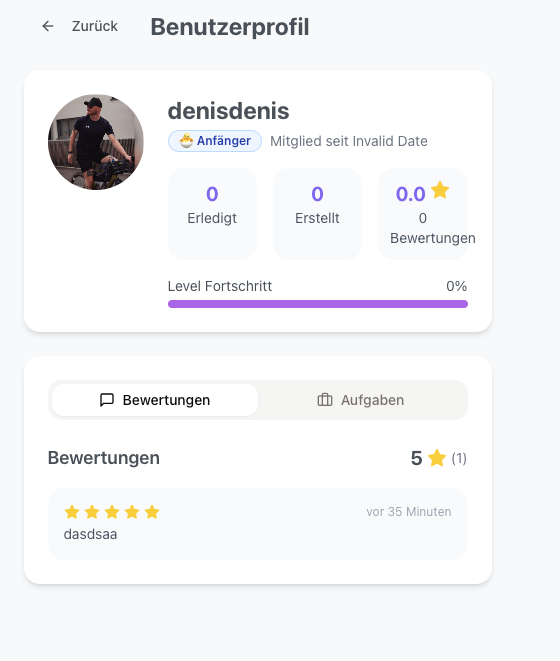 Zurück
Benutzerprofil
denisdenis
Anfänger Mitglied seit Invalid Date
0
Erledigt
0
Erstellt
0.0
0
Bewertungen
Level Fortschritt 0%
Bewertungen Aufgaben
Bewertungen 5 (1)
vor 35 Minuten
dasdsaa